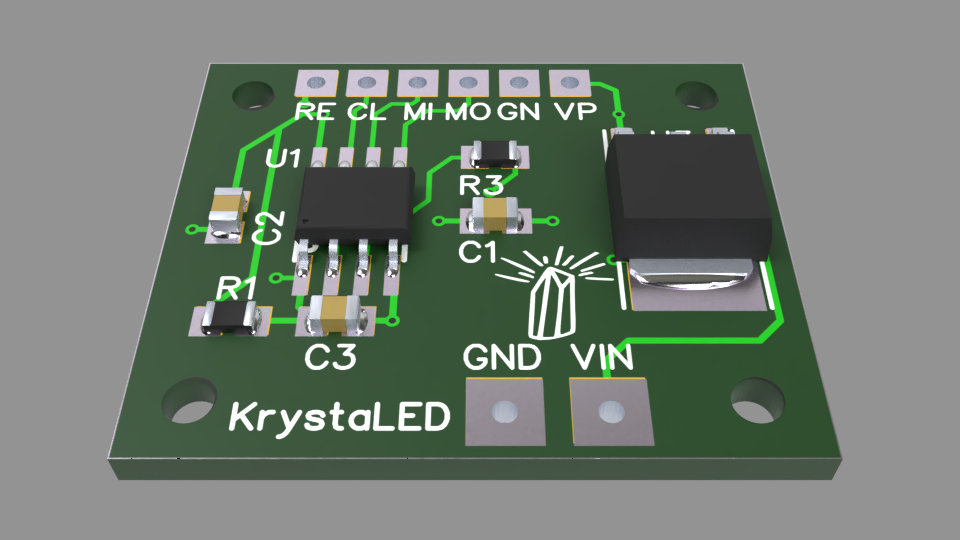 RE CL MI MO GN VP
U1
R3
C2
C1
R1
C3
GND VIN
KrystaLED